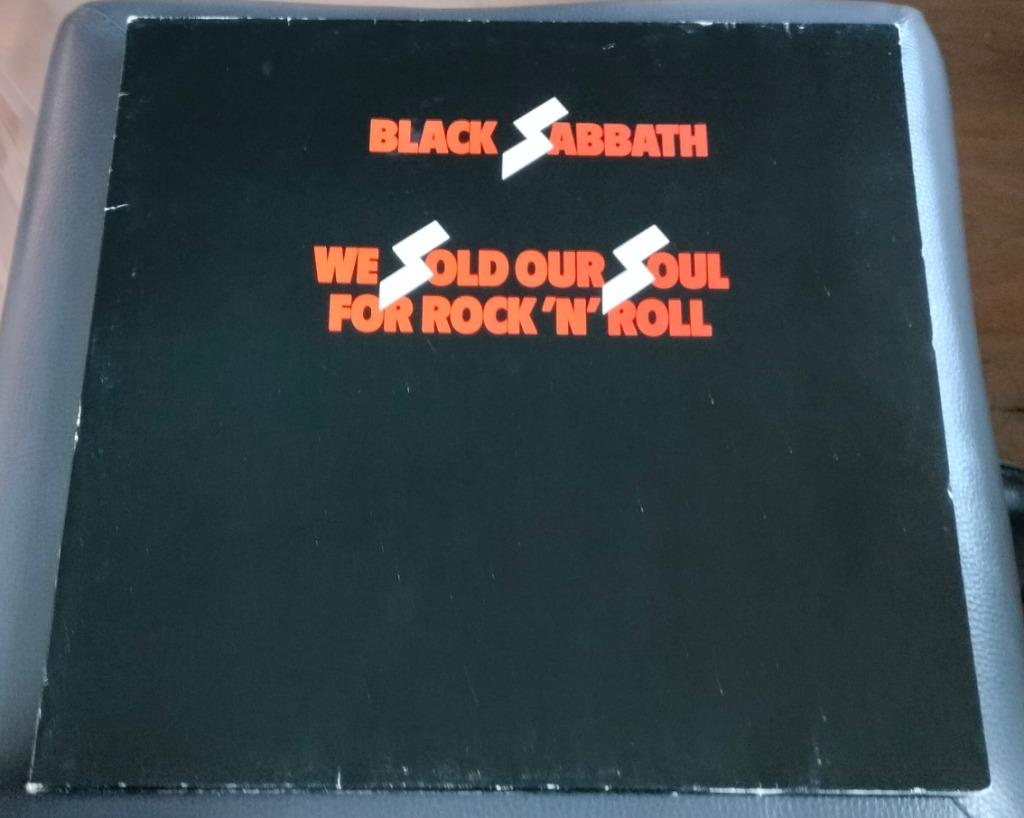 BLACK SABBATH
WE SOLD OUR SOUL
FOR ROCK 'N' ROLL